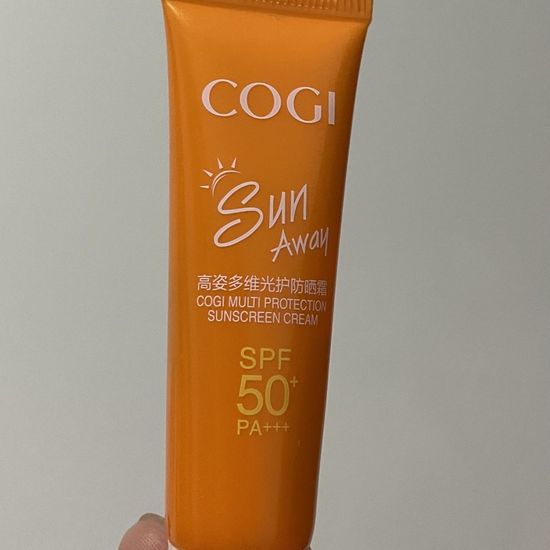 COGI
Sun
Away
高姿多维光护防晒霜
COGI MULTI PROTECTION
SUNSCREEN CREAM
SPF
50+
PA+++